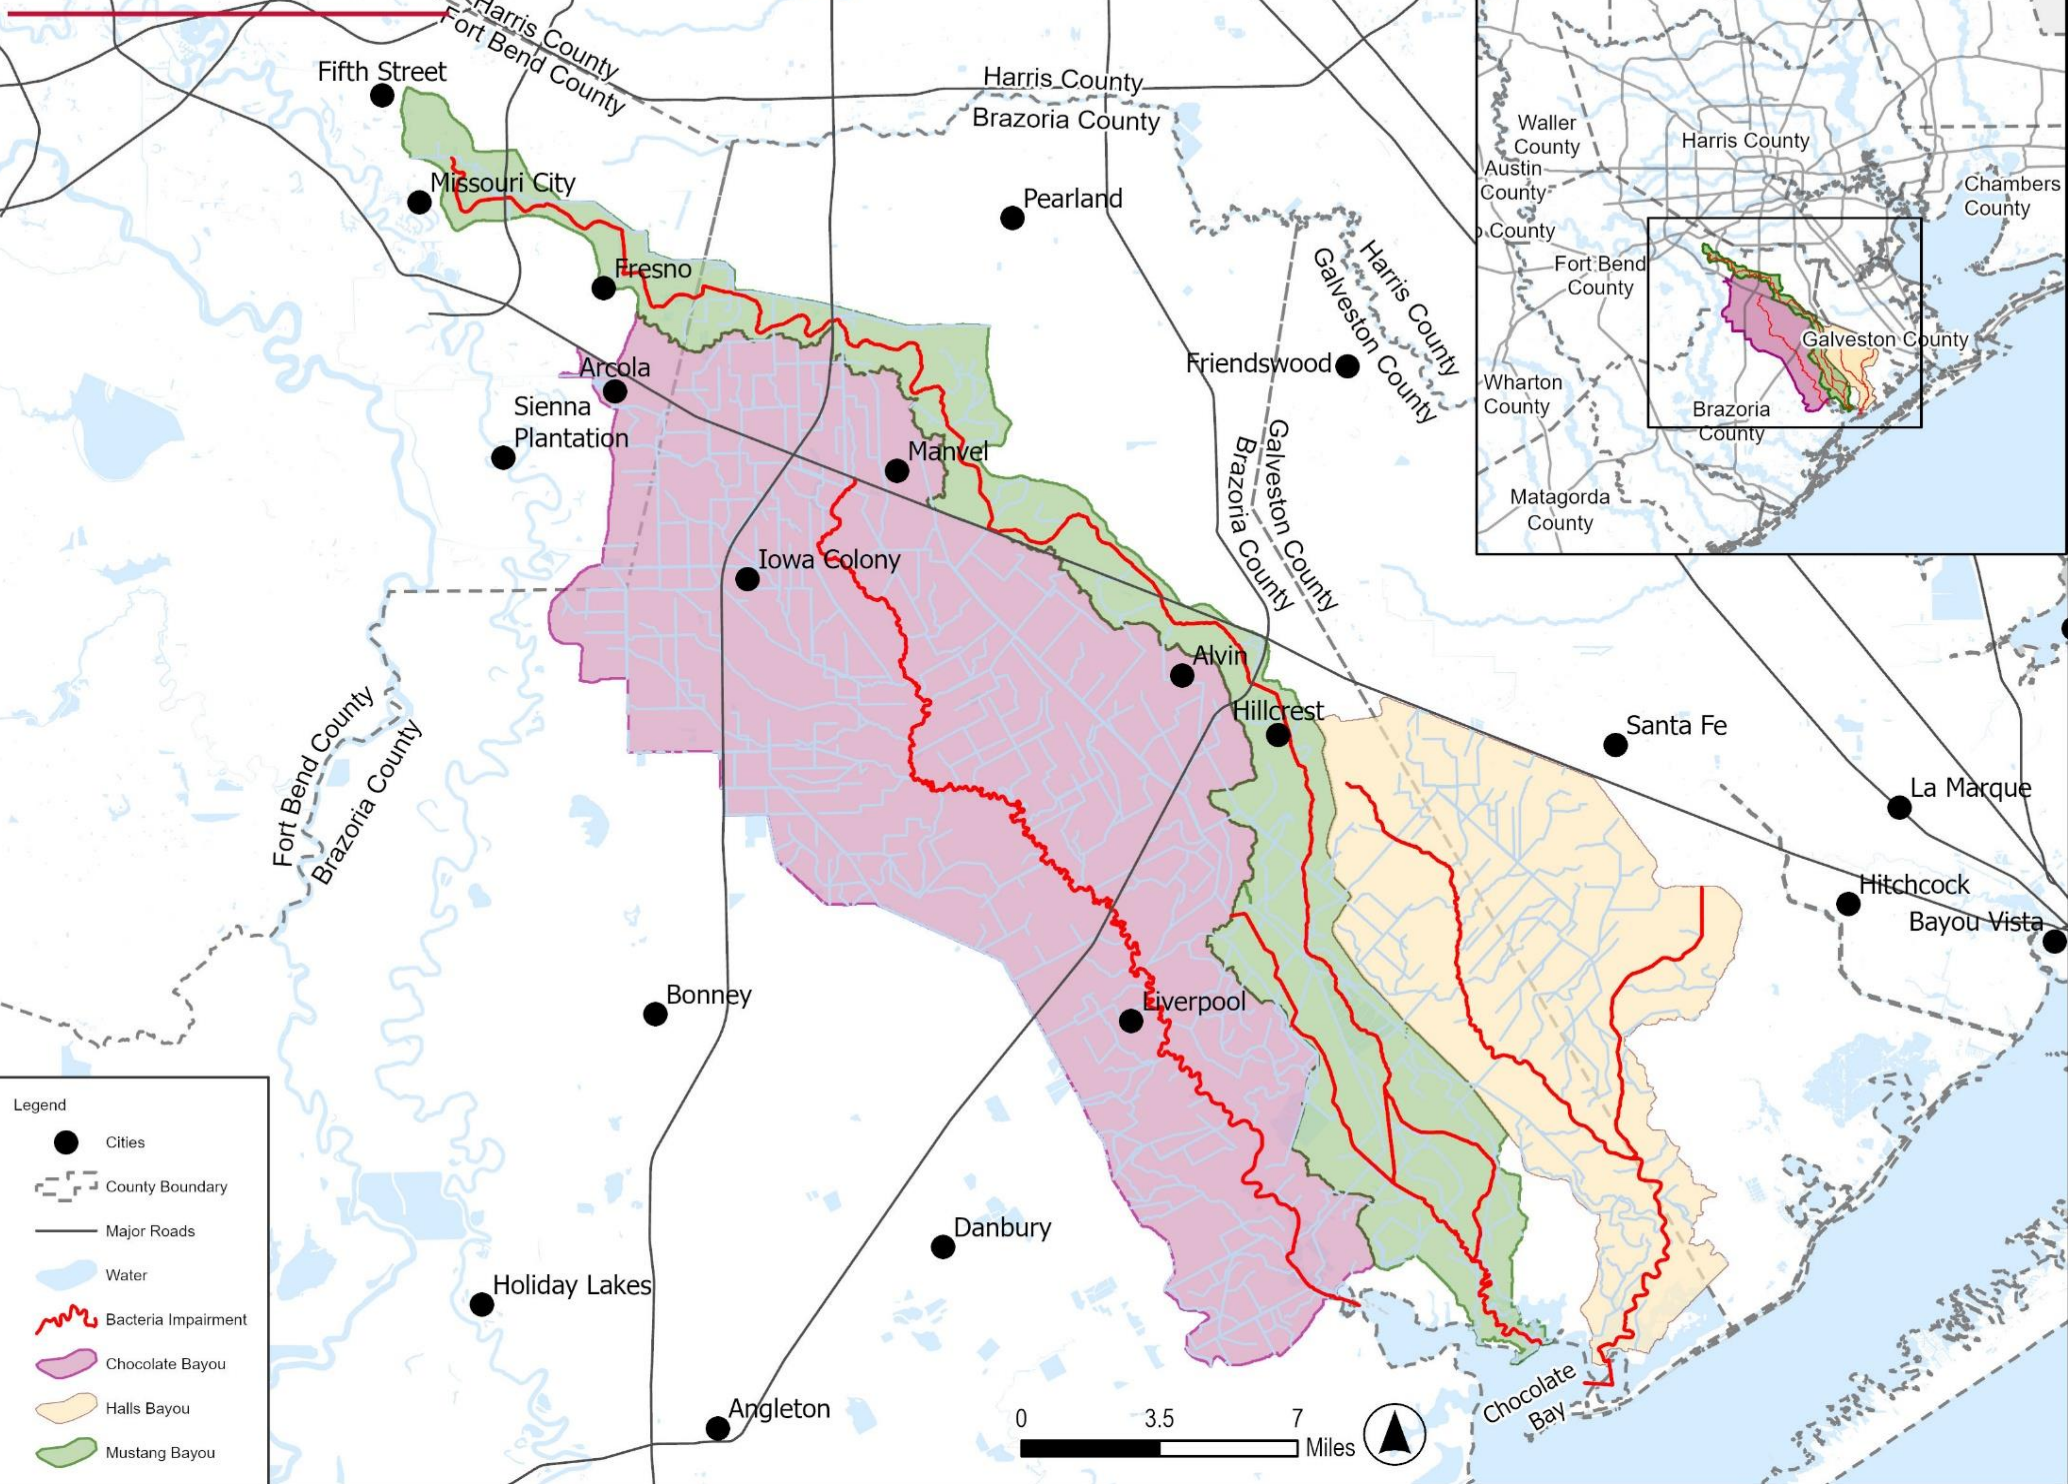 Harris County
Fort Bend County
Fifth Street
Harris County
Brazoria County
Missouri City
Pearland
Fresno
Harris County
Galveston County
Friendswood
Arcola
Sienna
Plantation
Manvel
Galveston County
Brazoria County
Iowa Colony
Alvin
Hillcrest
Santa Fe
Fort Bend County
Brazoria County
La Marque
Hitchcock
Bayou Vista
Bonney
Liverpool
Danbury
Holiday Lakes
Angleton
Chocolate
Bay
Waller
County
Harris County
Austin
County
Chambers
County
County
Fort Bend
County
Galveston County
Wharton
County
Brazoria
County
Matagorda
County
Legend
Cities
County Boundary
Major Roads
Water
Bacteria Impairment
Chocolate Bayou
Halls Bayou
Mustang Bayou
0 3.5 7
Miles